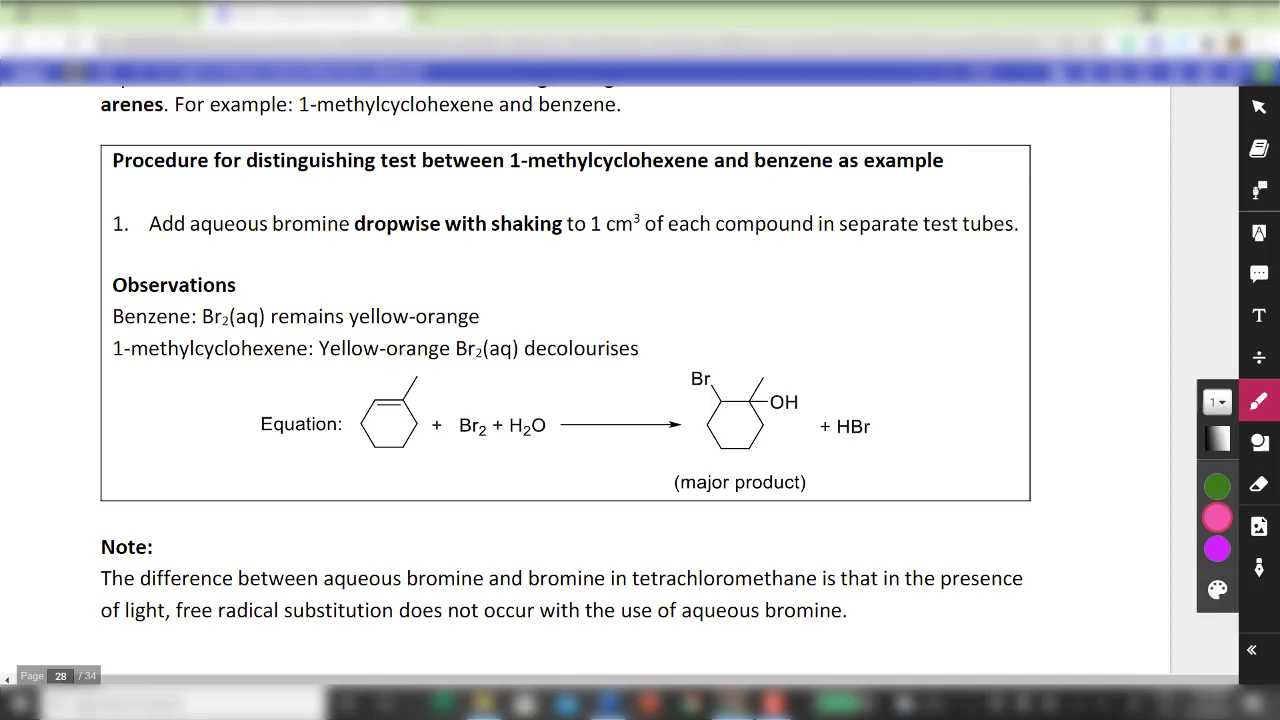 arenes. For example: 1-methylcyclohexene and benzene.
Procedure for distinguishing test between 1-methylcyclohexene and benzene as example
1. Add aqueous bromine dropwise with shaking to 1 cm³ of each compound in separate test tubes.
Observations
Benzene: Br₂(aq) remains yellow-orange
1-methylcyclohexene: Yellow-orange Br₂(aq) decolourises
Br
OH
Equation: + Br₂ + H₂O + HBr
(major product)
Note:
The difference between aqueous bromine and bromine in tetrachloromethane is that in the presence
of light, free radical substitution does not occur with the use of aqueous bromine.
Page 28 / 34
1
T